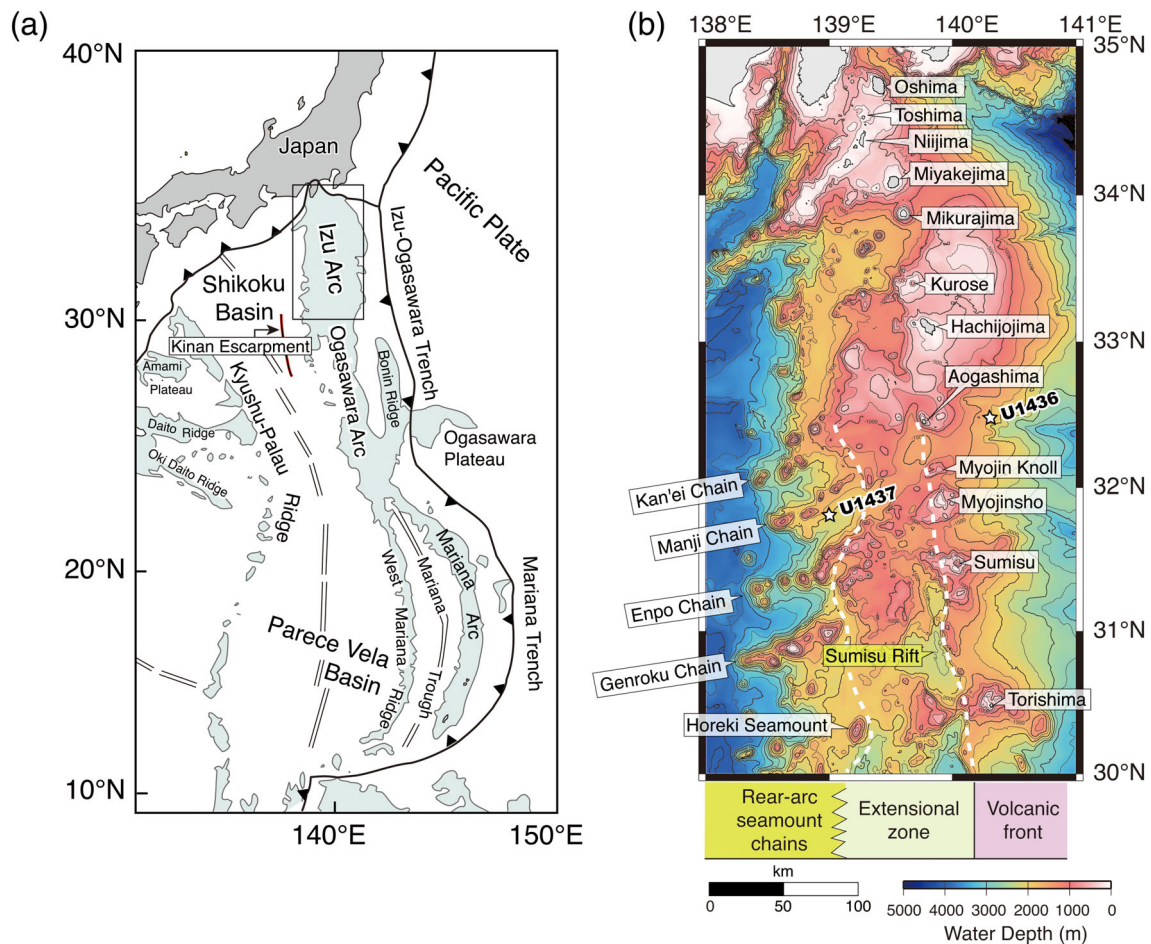 (a)
40°N
30°N
20°N
10°N
140°E
150°E
Japan
Pacific Plate
Izu Arc
Izu-Ogasawara Trench
Shikoku
Basin
Kinan Escarpment
Ogasawara Arc
Bonin Ridge
Amami
Plateau
Kyushu-Palau
Ridge
Daito Ridge
Oki Daito Ridge
Ogasawara
Plateau
Mariana
Arc
West Mariana Ridge
Mariana
Trough
Mariana Trench
Parece Vela
Basin
(b)
138°E
139°E
140°E
141°E
35°N
34°N
33°N
32°N
31°N
30°N
Oshima
Toshima
Niijima
Miyakejima
Mikurajima
Kurose
Hachijojima
Aogashima
U1436
Myojin Knoll
Kan'ei Chain
U1437
Myojinsho
Manji Chain
Sumisu
Enpo Chain
Sumisu Rift
Genroku Chain
Torishima
Horeki Seamount
Rear-arc
seamount
chains
Extensional
zone
Volcanic
front
km
0 50 100
5000 4000 3000 2000 1000 0
Water Depth (m)